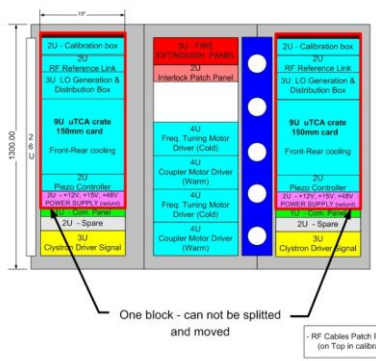 19"
2U - Calibration box
2U
RF Reference Link
3U LO Generation &
Distribution Box
9U uTCA crate
150mm card
Front-Rear cooling
2U
Piezo Controller
2U - +12V, +15V, +48V
POWER SUPPLY (redunt)
1U - Com. Panel
2U - Spare
3U
Clystron Driver Signal
26U
1300.00
3U - FIRE
EXTINGUISH PANEL
2U
Interlock Patch Panel
4U
Freq. Tuning Motor
Driver (Cold)
4U
Coupler Motor Driver
(Warm)
4U
Freq. Tuning Motor
Driver (Cold)
4U
Coupler Motor Driver
(Warm)
19"
2U - Calibration box
2U
RF Reference Link
3U LO Generation &
Distribution Box
9U uTCA crate
150mm card
Front-Rear cooling
2U
Piezo Controller
2U - +12V, +15V, +48V
POWER SUPPLY (redunt)
1U - Com. Panel
2U - Spare
3U
Clystron Driver Signal
One block - can not be splitted
and moved
- RF Cables Patch
(on Top in